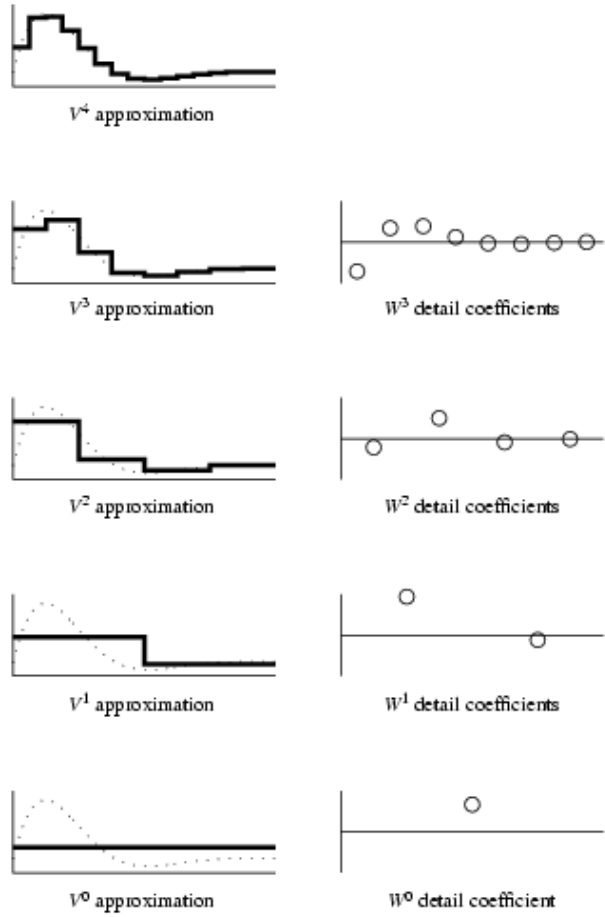 V⁴ approximation
V³ approximation
W³ detail coefficients
V² approximation
W² detail coefficients
V¹ approximation
W¹ detail coefficients
V⁰ approximation
W⁰ detail coefficient